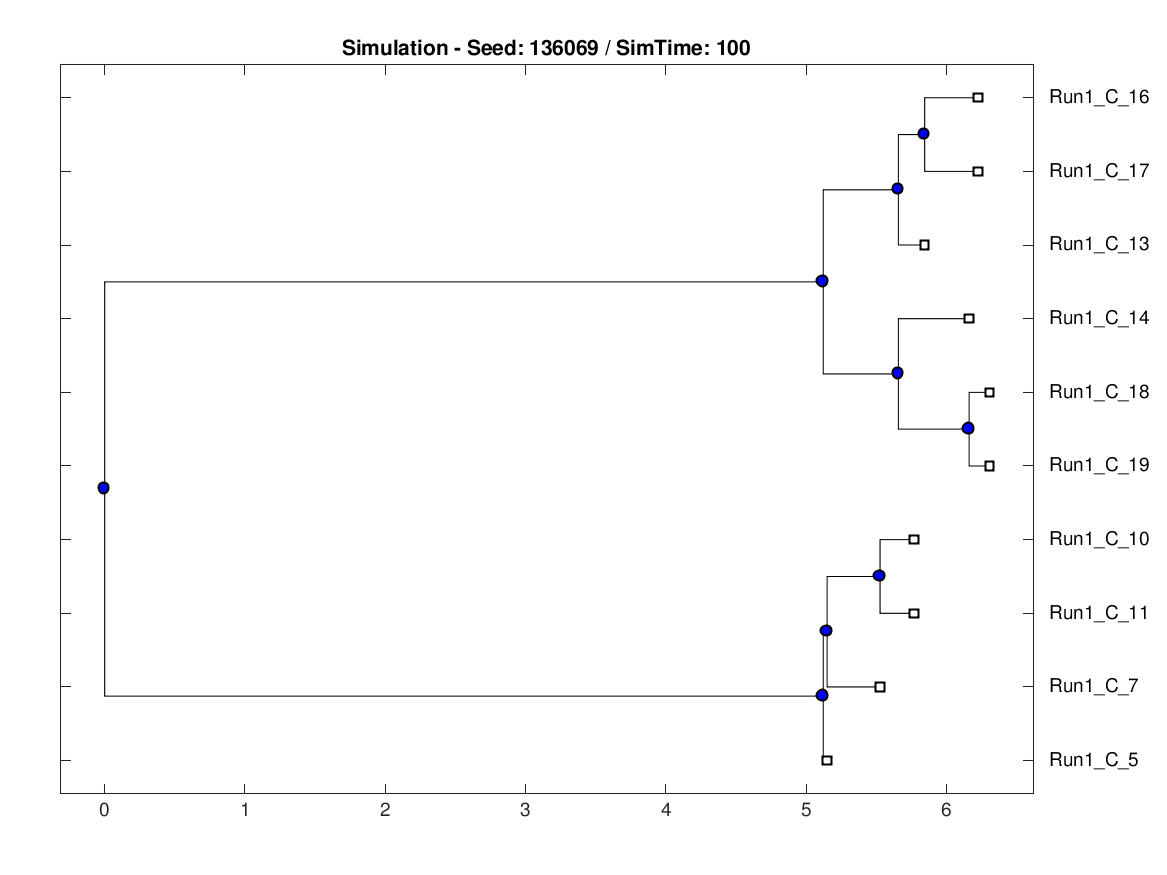 Simulation - Seed: 136069 / SimTime: 100
Run1_C_16
Run1_C_17
Run1_C_13
Run1_C_14
Run1_C_18
Run1_C_19
Run1_C_10
Run1_C_11
Run1_C_7
Run1_C_5
0 1 2 3 4 5 6